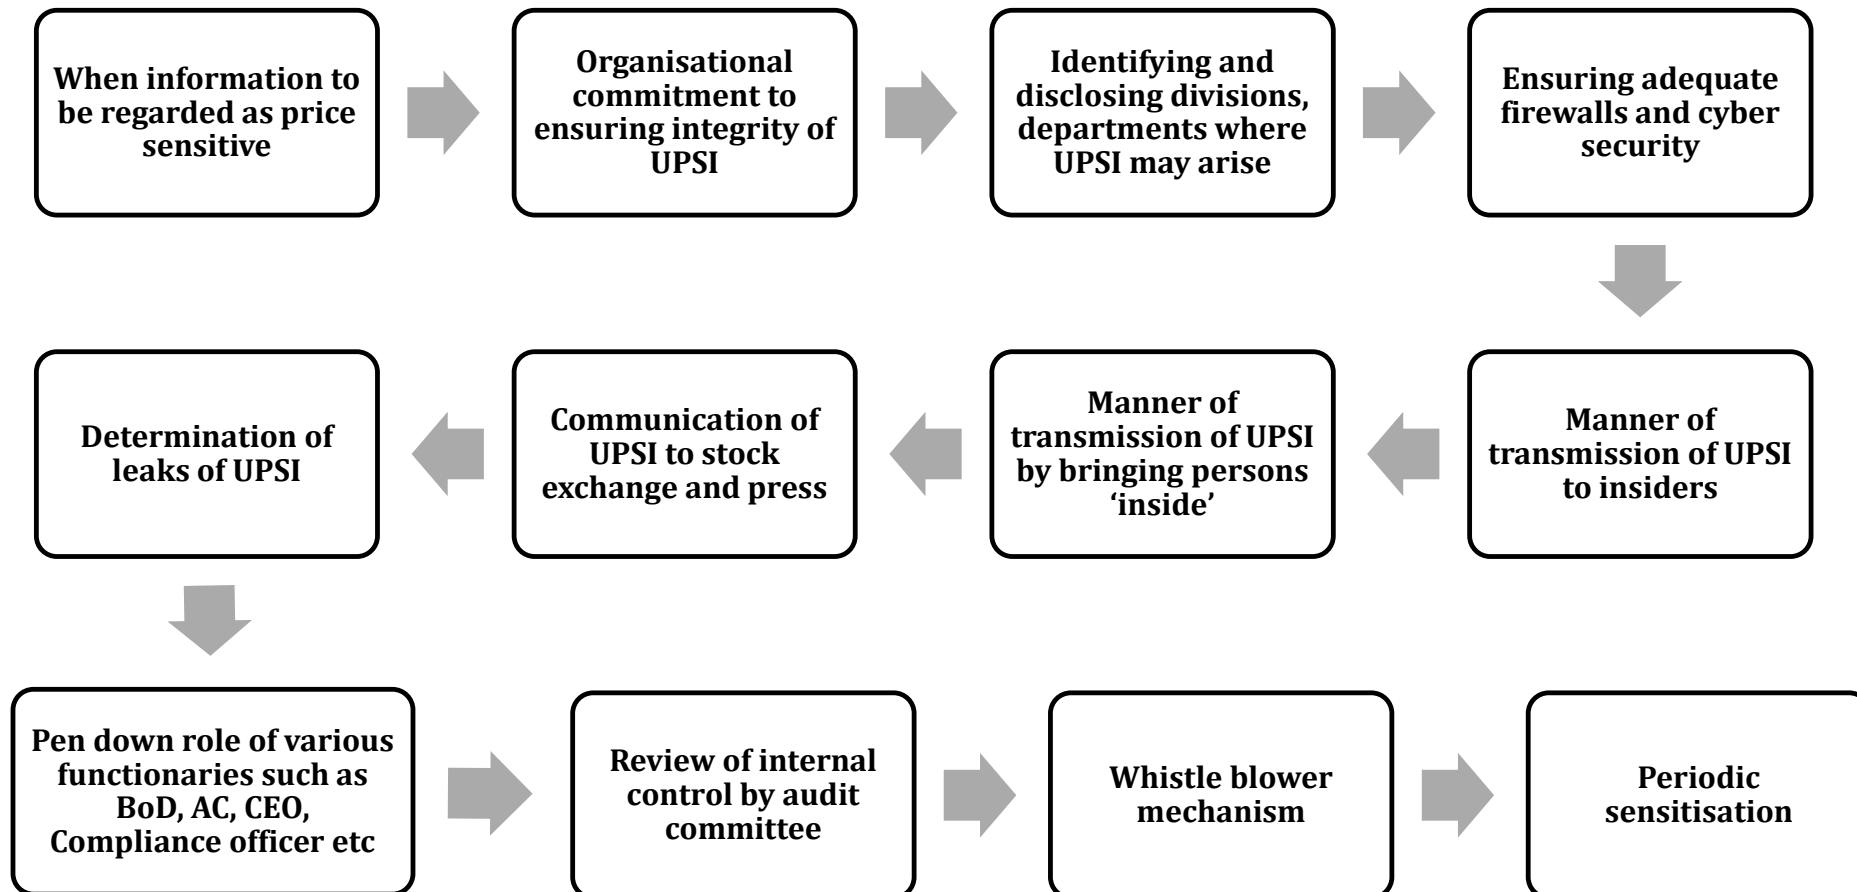 When information to
be regarded as price
sensitive
Organisational
commitment to
ensuring integrity of
UPSI
Identifying and
disclosing divisions,
departments where
UPSI may arise
Ensuring adequate
firewalls and cyber
security
Manner of
transmission of UPSI
to insiders
Manner of
transmission of UPSI
by bringing persons
‘inside’
Communication of
UPSI to stock
exchange and press
Determination of
leaks of UPSI
Pen down role of various
functionaries such as
BoD, AC, CEO,
Compliance officer etc
Review of internal
control by audit
committee
Whistle blower
mechanism
Periodic
sensitisation